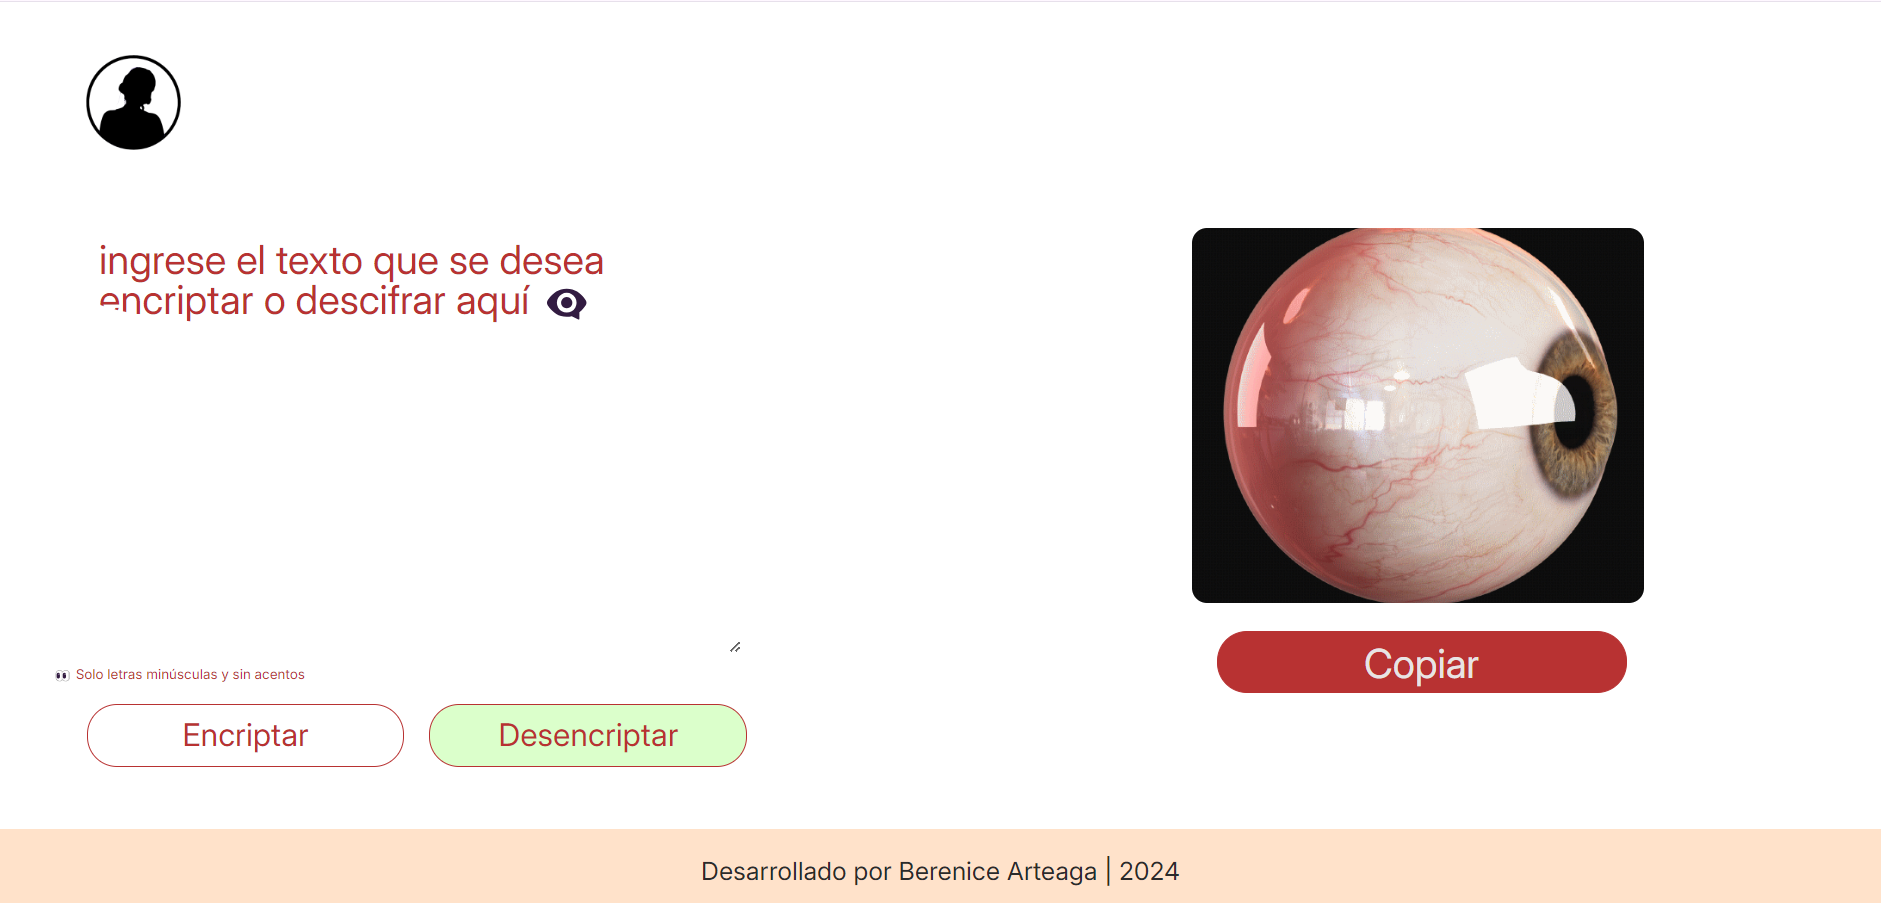 ingrese el texto que se desea
encriptar o descifrar aquí
Solo letras minúsculas y sin acentos
Encriptar
Desencriptar
Copiar
Desarrollado por Berenice Arteaga | 2024